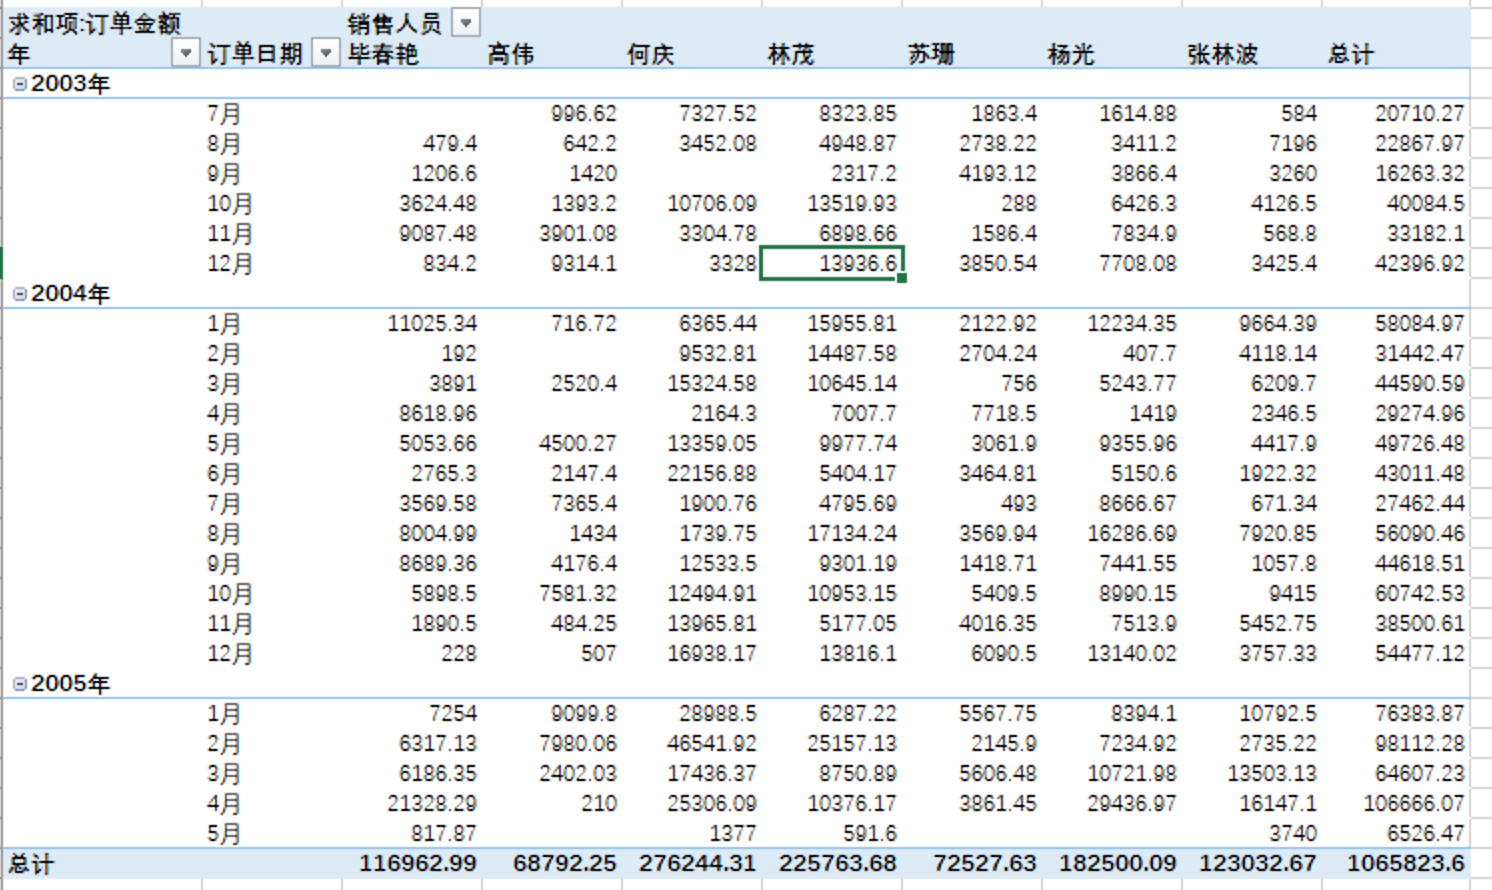 求和项:订单金额 销售人员
年 订单日期 毕春艳 高伟 何庆 林茂 苏珊 杨光 张林波 总计
2003年
7月 996.62 7327.52 8323.85 1863.4 1614.88 584 20710.27
8月 479.4 642.2 3452.08 4948.87 2738.22 3411.2 7196 22867.97
9月 1206.6 1420 2317.2 4193.12 3866.4 3260 16263.32
10月 3624.48 1393.2 10706.09 13519.93 288 6426.3 4126.5 40084.5
11月 9087.48 3901.08 3304.78 6898.66 1586.4 7834.9 568.8 33182.1
12月 834.2 9314.1 3328 13936.6 3850.54 7708.08 3425.4 42396.92
2004年
1月 11025.34 716.72 6365.44 15955.81 2122.92 12234.35 9664.39 58084.97
2月 192 9532.81 14487.58 2704.24 407.7 4118.14 31442.47
3月 3891 2520.4 15324.58 10645.14 756 5243.77 6209.7 44590.59
4月 8618.96 2164.3 7007.7 7718.5 1419 2346.5 29274.96
5月 5053.66 4500.27 13359.05 9977.74 3061.9 9355.96 4417.9 49726.48
6月 2765.3 2147.4 22156.88 5404.17 3464.81 5150.6 1922.32 43011.48
7月 3569.58 7365.4 1900.76 4795.69 493 8666.67 671.34 27462.44
8月 8004.99 1434 1739.75 17134.24 3569.94 16286.69 7920.85 56090.46
9月 8689.36 4176.4 12533.5 9301.19 1418.71 7441.55 1057.8 44618.51
10月 5898.5 7581.32 12494.91 10953.15 5409.5 8990.15 9415 60742.53
11月 1890.5 484.25 13965.81 5177.05 4016.35 7513.9 5452.75 38500.61
12月 228 507 16938.17 13816.1 6090.5 13140.02 3757.33 54477.12
2005年
1月 7254 9099.8 28988.5 6287.22 5567.75 8394.1 10792.5 76383.87
2月 6317.13 7980.06 46541.92 25157.13 2145.9 7234.92 2735.22 98112.28
3月 6186.35 2402.03 17436.37 8750.89 5606.48 10721.98 13503.13 64607.23
4月 21328.29 210 25306.09 10376.17 3861.45 29436.97 16147.1 106666.07
5月 817.87 1377 591.6 3740 6526.47
总计 116962.99 68792.25 276244.31 225763.68 72527.63 182500.09 123032.67 1065823.6